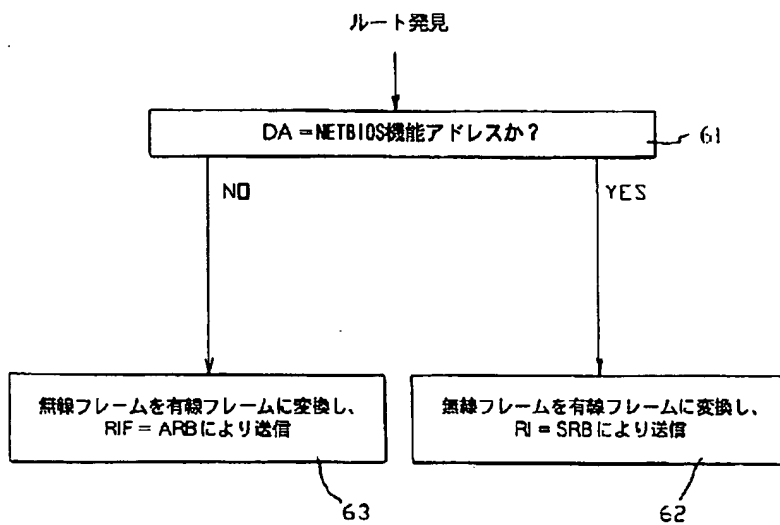 ルート発見
DA = NETBIOS機能アドレスか?
61
NO
YES
無線フレームを有線フレームに変換し、
RIF = ARBにより送信
無線フレームを有線フレームに変換し、
RI = SRBにより送信
63
62